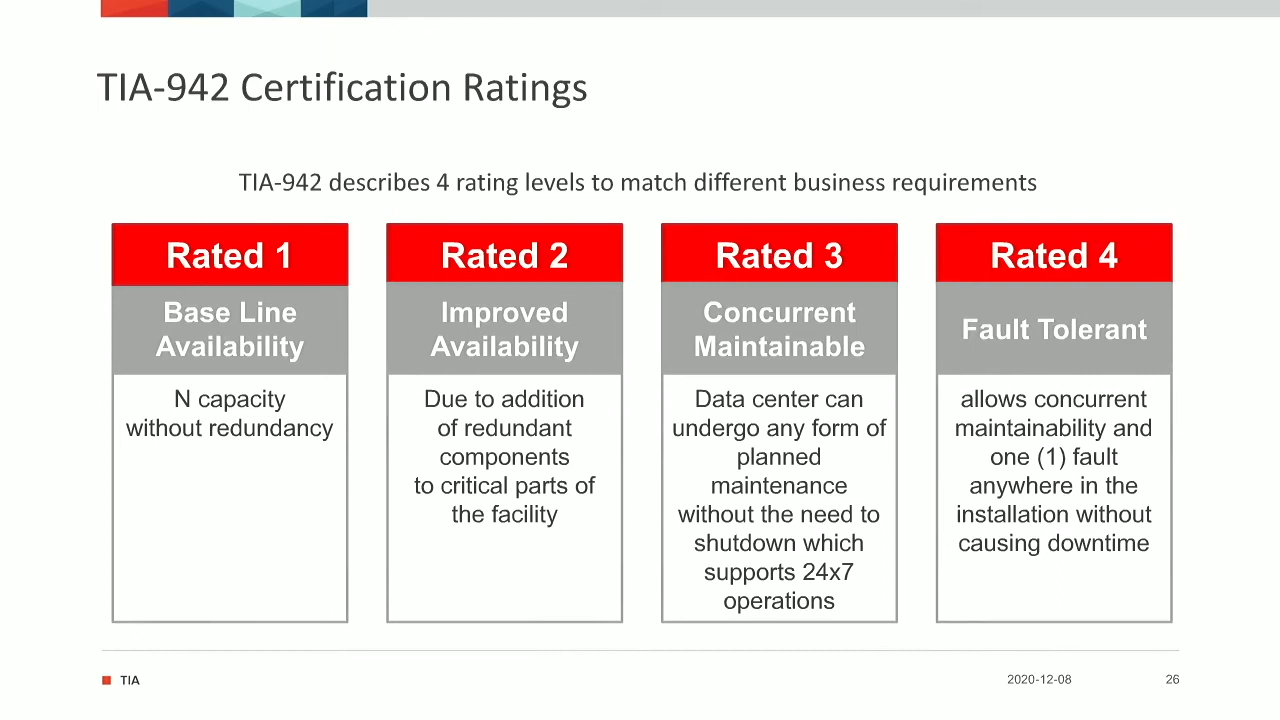 TIA-942 Certification Ratings
TIA-942 describes 4 rating levels to match different business requirements
Rated 1
Base Line
Availability
N capacity
without redundancy
Rated 2
Improved
Availability
Due to addition
of redundant
components
to critical parts of
the facility
Rated 3
Concurrent
Maintainable
Data center can
undergo any form of
planned
maintenance
without the need to
shutdown which
supports 24x7
operations
Rated 4
Fault Tolerant
allows concurrent
maintainability and
one (1) fault
anywhere in the
installation without
causing downtime
TIA
2020-12-08
26